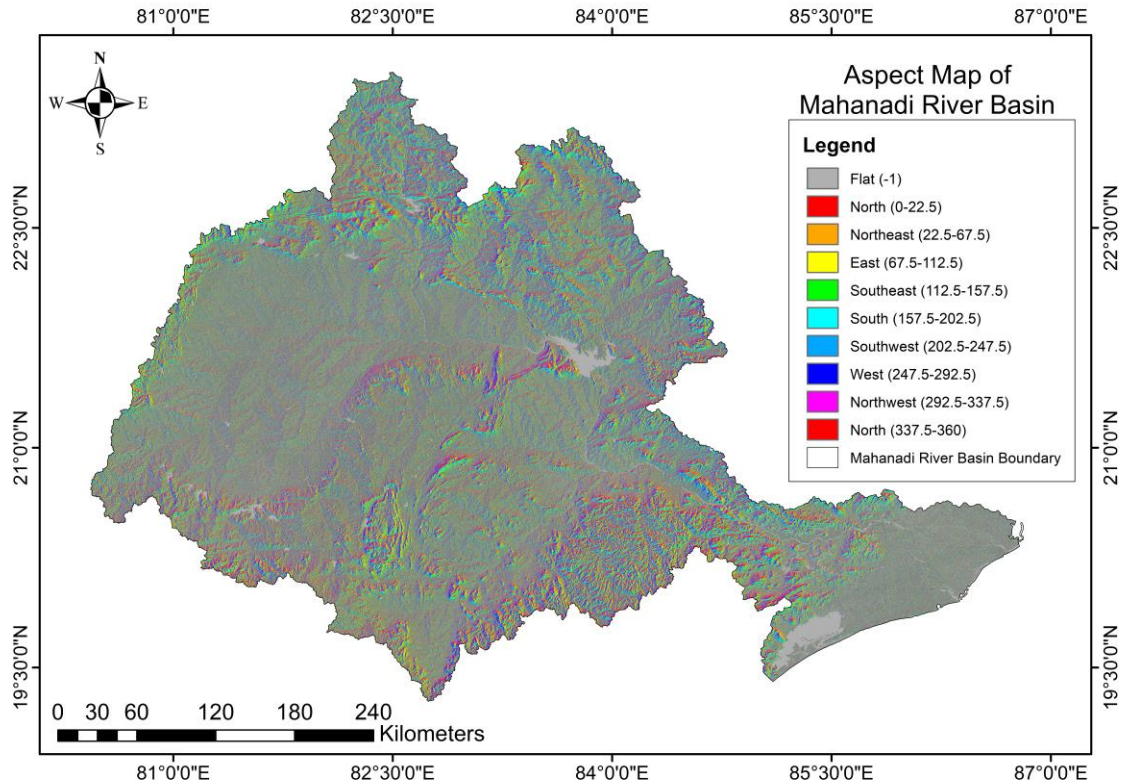 81°0'0"E 82°30'0"E 84°0'0"E 85°30'0"E 87°0'0"E
N
W E
S
Aspect Map of
Mahanadi River Basin
Legend
Flat (-1)
North (0-22.5)
Northeast (22.5-67.5)
East (67.5-112.5)
Southeast (112.5-157.5)
South (157.5-202.5)
Southwest (202.5-247.5)
West (247.5-292.5)
Northwest (292.5-337.5)
North (337.5-360)
Mahanadi River Basin Boundary
22°30'0"N 22°30'0"N
21°0'0"N 21°0'0"N
19°30'0"N 19°30'0"N
0 30 60 120 180 240
Kilometers
81°0'0"E 82°30'0"E 84°0'0"E 85°30'0"E 87°0'0"E